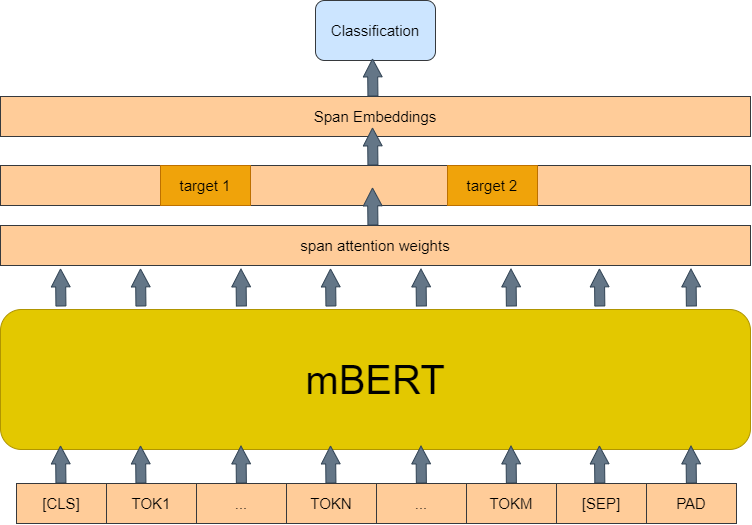 Classification
Span Embeddings
target 1 target 2
span attention weights
mBERT
[CLS] TOK1 ... TOKN ... TOKM [SEP] PAD